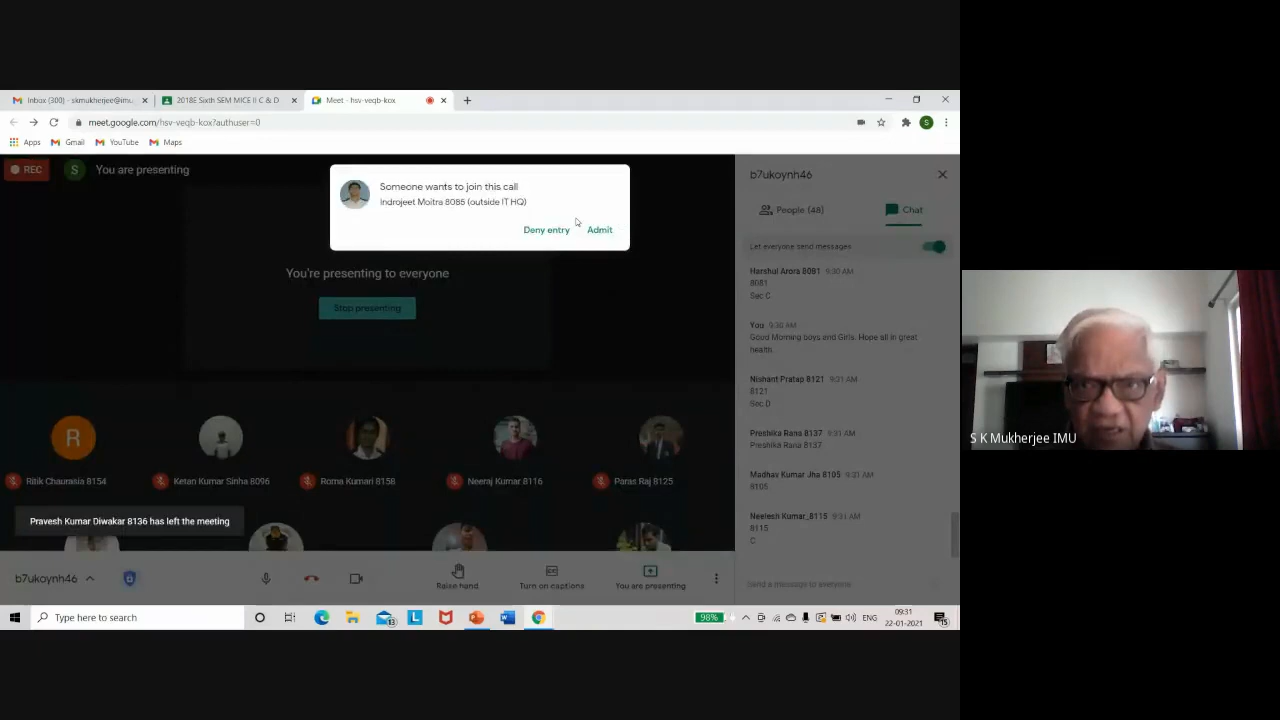 Inbox (300) - skmukherjee@imu
2018E Sixth SEM MICE II C & D
Meet - hsv-veqb-kox
meet.google.com/hsv-veqb-kox?authuser=0
Apps
Gmail
YouTube
Maps
REC
S
You are presenting
Someone wants to join this call
Indrojeet Moitra 8085 (outside IT HQ)
Deny entry
Admit
You're presenting to everyone
Stop presenting
R
Ritik Chaurasia 8154
Ketan Kumar Sinha 8096
Roma Kumari 8158
Neeraj Kumar 8116
Paras Raj 8125
Pravesh Kumar Diwakar 8136 has left the meeting
b7ukoynh46
Raise hand
Turn on captions
You are presenting
b7ukoynh46
People (48)
Chat
Let everyone send messages
Harshul Arora 8081 9:30 AM
8081
Sec C
You 9:30 AM
Good Morning boys and Girls. Hope all in great
health.
Nishant Pratap 8121 9:31 AM
8121
Sec D
Preshika Rana 8137 9:31 AM
Preshika Rana 8137
Madhav Kumar Jha 8105 9:31 AM
8105
Neelesh Kumar_8115 9:31 AM
8115
C
Send a message to everyone
Type here to search
13
98%
ENG
09:31
22-01-2021
15
S K Mukherjee IMU